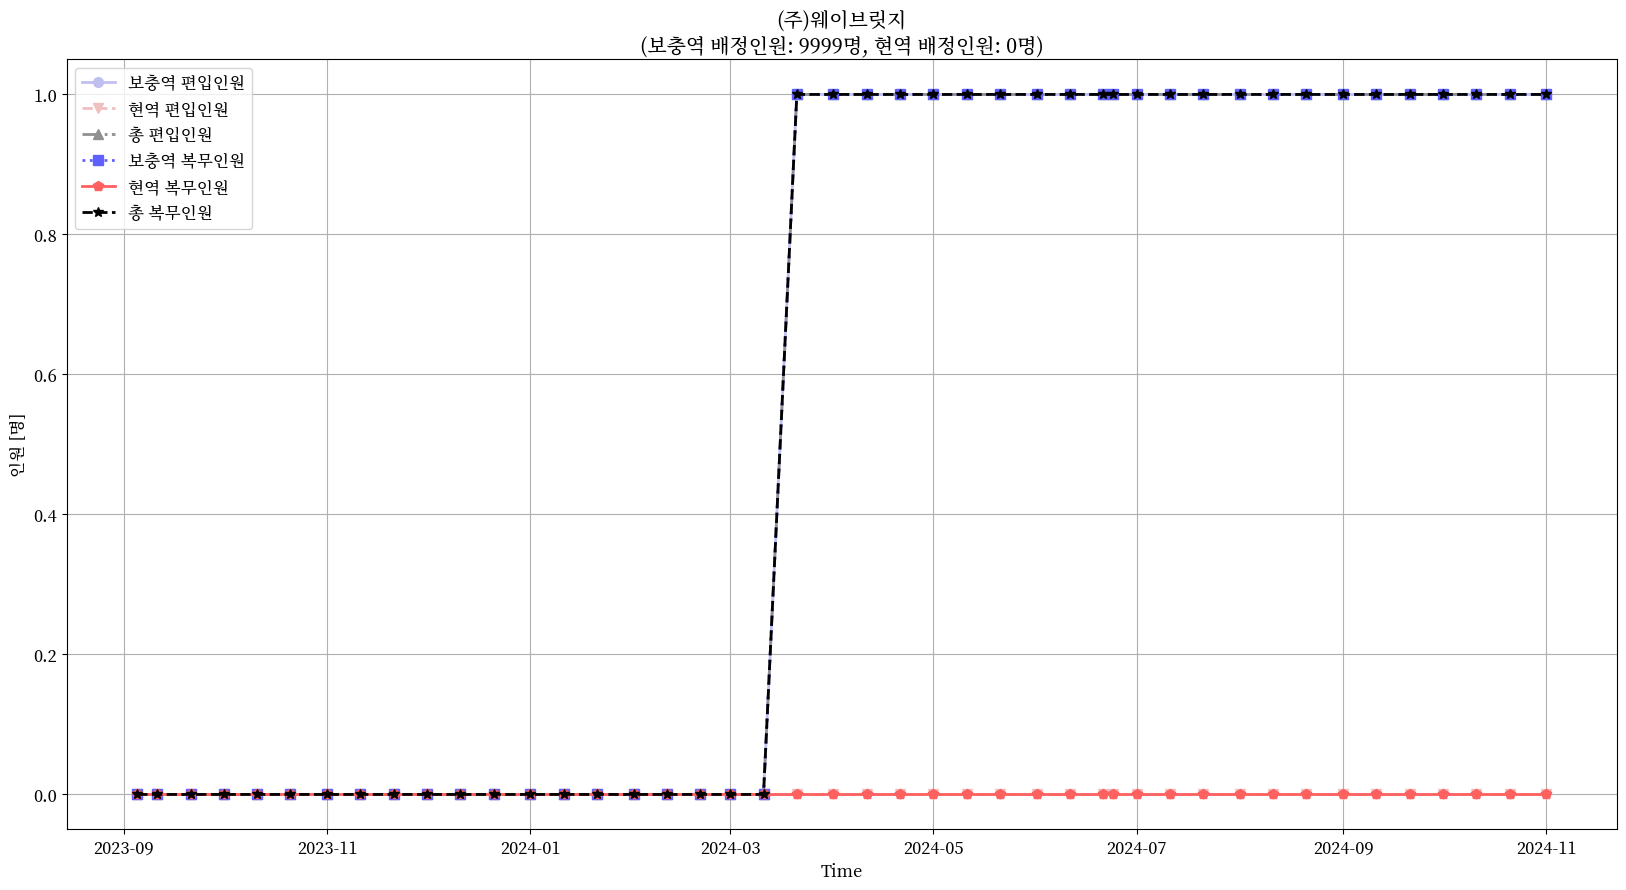 (주)웨이브릿지
(보충역 배정인원: 9999명, 현역 배정인원: 0명)
보충역 편입인원
현역 편입인원
총 편입인원
보충역 복무인원
현역 복무인원
총 복무인원
1.0
0.8
0.6
0.4
0.2
0.0
인원 [명]
2023-09
2023-11
2024-01
2024-03
2024-05
2024-07
2024-09
2024-11
Time